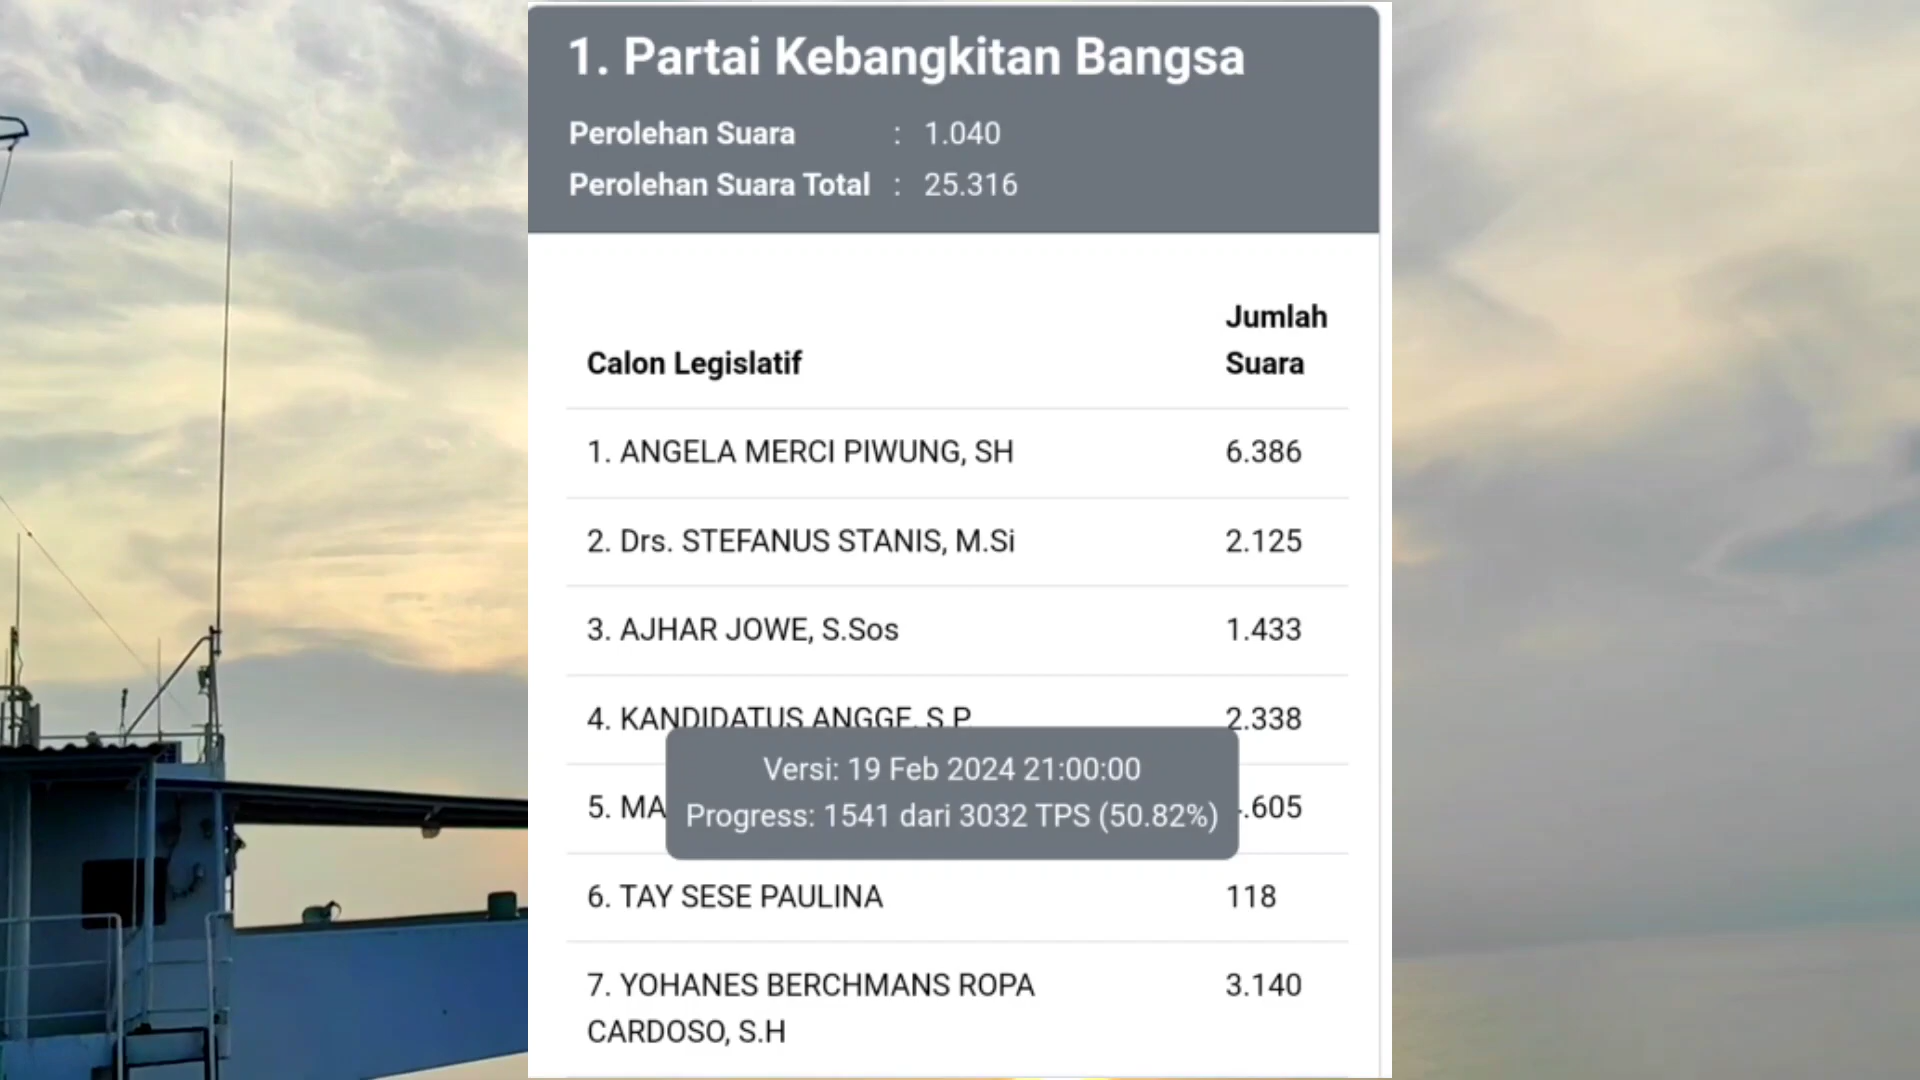 1. Partai Kebangkitan Bangsa
Perolehan Suara : 1.040
Perolehan Suara Total : 25.316
Calon Legislatif
Jumlah
Suara
1. ANGELA MERCI PIWUNG, SH 6.386
2. Drs. STEFANUS STANIS, M.Si 2.125
3. AJHAR JOWE, S.Sos 1.433
4. KANDIDATUS ANGGE, S.P 2.338
Versi: 19 Feb 2024 21:00:00
5. MA .605
Progress: 1541 dari 3032 TPS (50.82%)
6. TAY SESE PAULINA 118
7. YOHANES BERCHMANS ROPA 3.140
CARDOSO, S.H